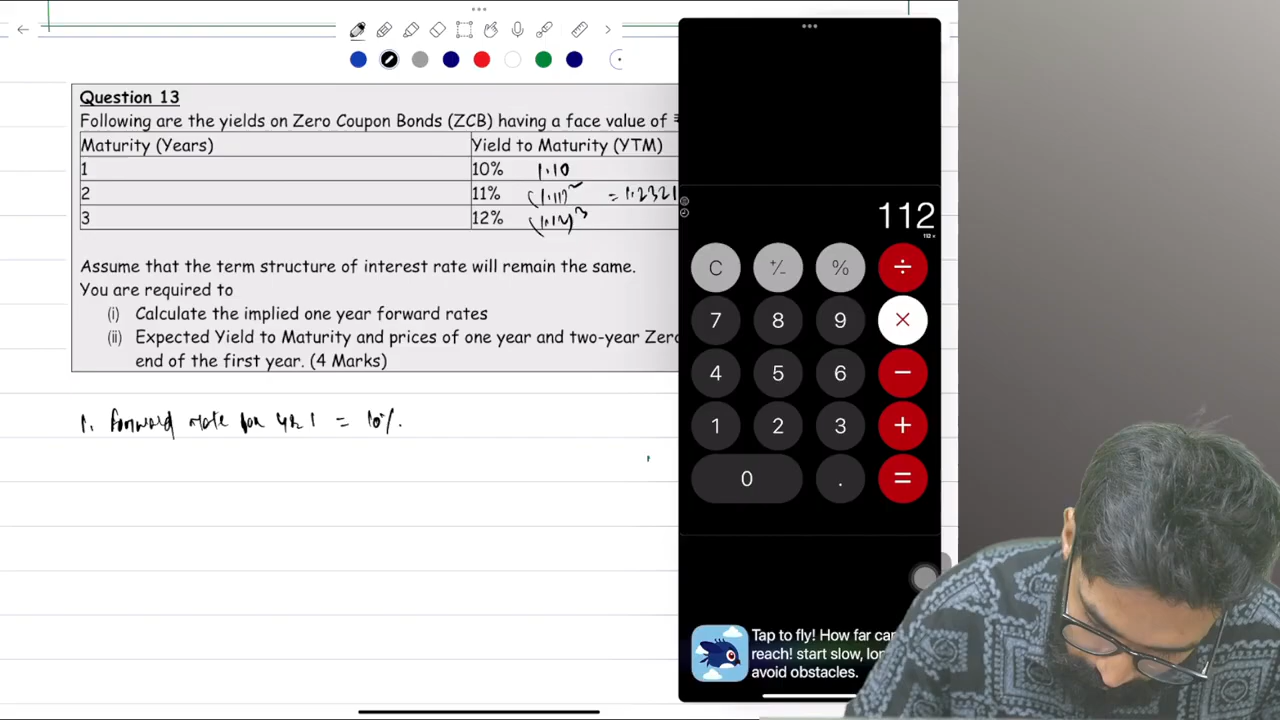 Question 13
Following are the yields on Zero Coupon Bonds (ZCB) having a face value of
Maturity (Years) Yield to Maturity (YTM)
1 10% 1.10
2 11% (1.11)² = 1.2321
3 12% (1.12)³
Assume that the term structure of interest rate will remain the same.
You are required to
(i) Calculate the implied one year forward rates
(ii) Expected Yield to Maturity and prices of one year and two-year Zero
end of the first year. (4 Marks)
1. Forward rate for yr 1 = 10%.
112
112 ×
C +/- % ÷
7 8 9 ×
4 5 6 −
1 2 3 +
0 . =
Tap to fly! How far can
reach! start slow,
avoid obstacles.